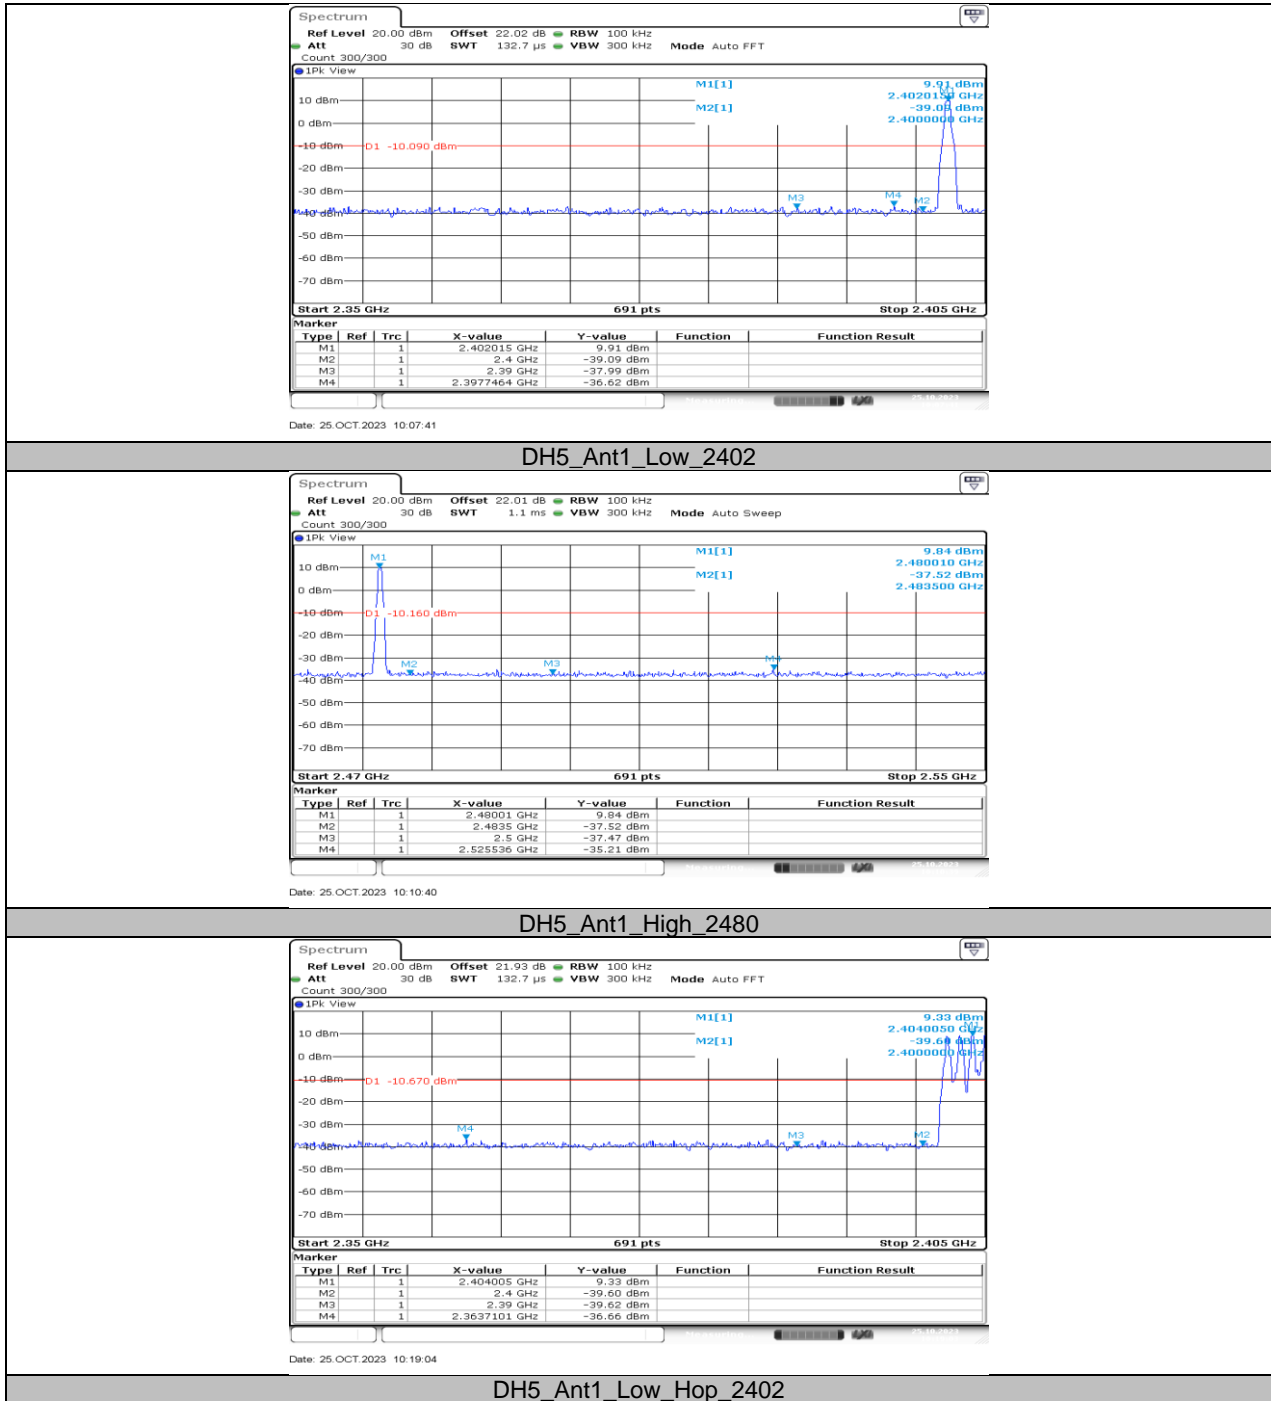 Spectrum
Ref Level 20.00 dBm Offset 22.02 dB RBW 100 kHz
Att 30 dB SWT 132.7 µs VBW 300 kHz Mode Auto FFT
Count 300/300
1Pk View
M1[1] 9.91 dBm
2.4020150 GHz
M2[1] -39.09 dBm
2.4000000 GHz
M1
10 dBm
0 dBm
-10 dBm D1 -10.090 dBm
-20 dBm
-30 dBm
M3 M4 M2
-40 dBm
-50 dBm
-60 dBm
-70 dBm
Start 2.35 GHz 691 pts Stop 2.405 GHz
Marker
Type Ref Trc X-value Y-value Function Function Result
M1 1 2.402015 GHz 9.91 dBm
M2 1 2.4 GHz -39.09 dBm
M3 1 2.39 GHz -37.99 dBm
M4 1 2.3977464 GHz -36.62 dBm
Measuring 25.10.2023
Date: 25.OCT.2023 10:07:41
DH5_Ant1_Low_2402
Spectrum
Ref Level 20.00 dBm Offset 22.01 dB RBW 100 kHz
Att 30 dB SWT 1.1 ms VBW 300 kHz Mode Auto Sweep
Count 300/300
1Pk View
M1[1] 9.84 dBm
2.480010 GHz
M2[1] -37.52 dBm
2.483500 GHz
M1
10 dBm
0 dBm
-10 dBm D1 -10.160 dBm
-20 dBm
-30 dBm
M2 M3 M4
-40 dBm
-50 dBm
-60 dBm
-70 dBm
Start 2.47 GHz 691 pts Stop 2.55 GHz
Marker
Type Ref Trc X-value Y-value Function Function Result
M1 1 2.48001 GHz 9.84 dBm
M2 1 2.4835 GHz -37.52 dBm
M3 1 2.5 GHz -37.47 dBm
M4 1 2.525536 GHz -35.21 dBm
25.10.2023
Date: 25.OCT.2023 10:10:40
DH5_Ant1_High_2480
Spectrum
Ref Level 20.00 dBm Offset 21.93 dB RBW 100 kHz
Att 30 dB SWT 132.7 µs VBW 300 kHz Mode Auto FFT
Count 300/300
1Pk View
M1[1] 9.33 dBm
2.4040050 GHz
M2[1] -39.60 dBm
2.4000000 GHz
M1
10 dBm
0 dBm
-10 dBm D1 -10.670 dBm
-20 dBm
-30 dBm
M4 M3 M2
-40 dBm
-50 dBm
-60 dBm
-70 dBm
Start 2.35 GHz 691 pts Stop 2.405 GHz
Marker
Type Ref Trc X-value Y-value Function Function Result
M1 1 2.404005 GHz 9.33 dBm
M2 1 2.4 GHz -39.60 dBm
M3 1 2.39 GHz -39.62 dBm
M4 1 2.3637101 GHz -36.66 dBm
Measuring 25.10.2023
Date: 25.OCT.2023 10:19:04
DH5_Ant1_Low_Hop_2402